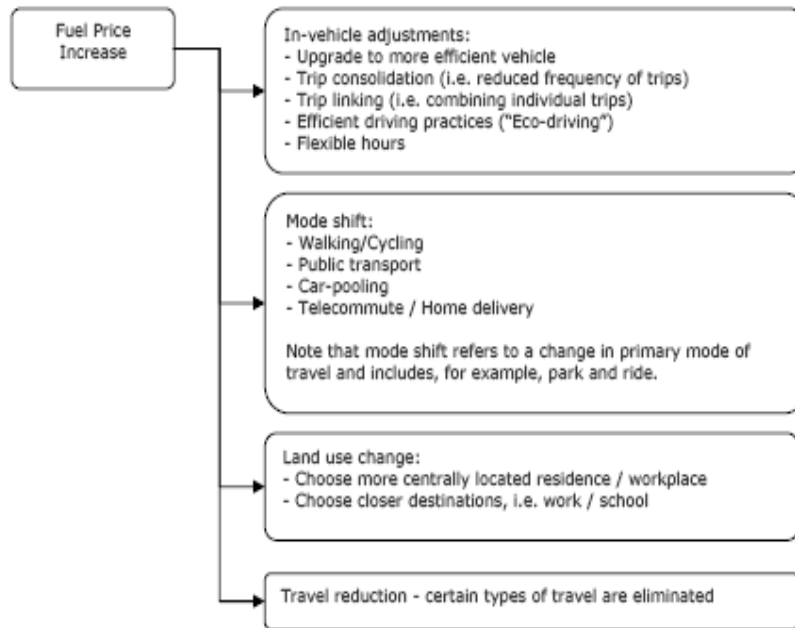 Fuel Price
Increase
In-vehicle adjustments:
- Upgrade to more efficient vehicle
- Trip consolidation (i.e. reduced frequency of trips)
- Trip linking (i.e. combining individual trips)
- Efficient driving practices ("Eco-driving")
- Flexible hours
Mode shift:
- Walking/Cycling
- Public transport
- Car-pooling
- Telecommute / Home delivery
Note that mode shift refers to a change in primary mode of
travel and includes, for example, park and ride.
Land use change:
- Choose more centrally located residence / workplace
- Choose closer destinations, i.e. work / school
Travel reduction - certain types of travel are eliminated